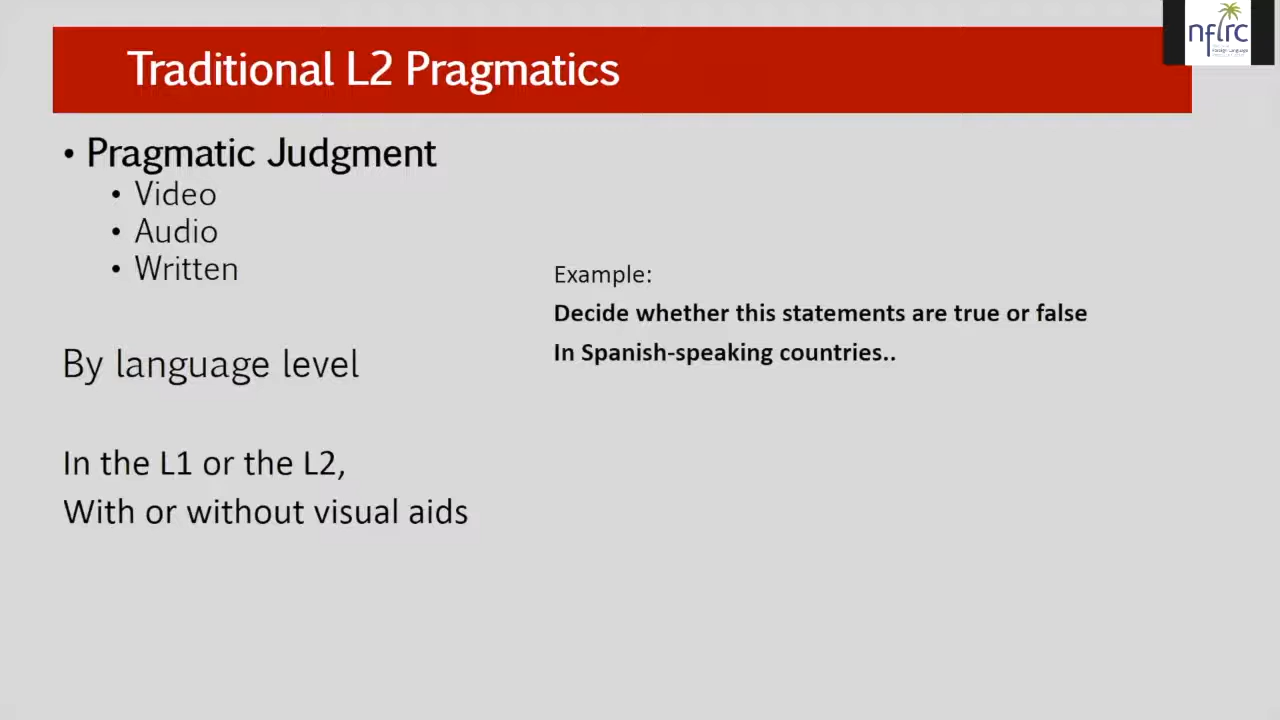 Traditional L2 Pragmatics
nflrc
• Pragmatic Judgment
• Video
• Audio
• Written
By language level
In the L1 or the L2,
With or without visual aids
Example:
Decide whether this statements are true or false
In Spanish-speaking countries..